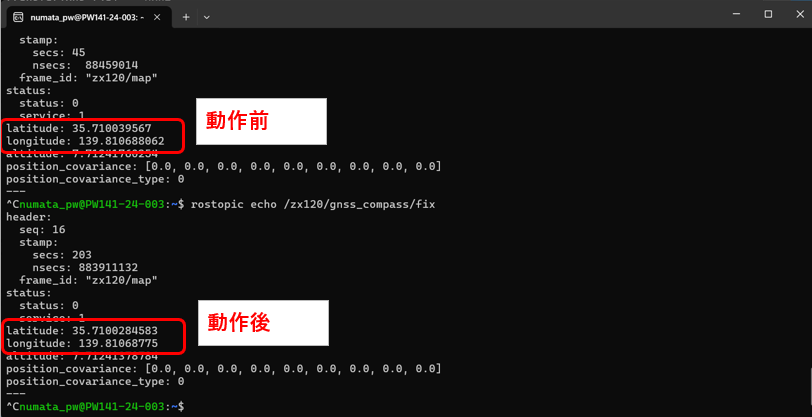 numata_pw@PW141-24-003: ~
stamp:
secs: 45
nsecs:  88459014
frame_id: "zx120/map"
status:
status: 0
service: 1
latitude: 35.710039567
動作前
longitude: 139.810688062
altitude: 7.71241760254
position_covariance: [0.0, 0.0, 0.0, 0.0, 0.0, 0.0, 0.0, 0.0, 0.0]
position_covariance_type: 0
---
^Cnumata_pw@PW141-24-003:~$ rostopic echo /zx120/gnss_compass/fix
header:
seq: 16
stamp:
secs: 203
nsecs: 883911132
frame_id: "zx120/map"
status:
status: 0
service: 1
動作後
latitude: 35.7100284583
longitude: 139.81068775
altitude: 7.71241378784
position_covariance: [0.0, 0.0, 0.0, 0.0, 0.0, 0.0, 0.0, 0.0, 0.0]
position_covariance_type: 0
---
^Cnumata_pw@PW141-24-003:~$